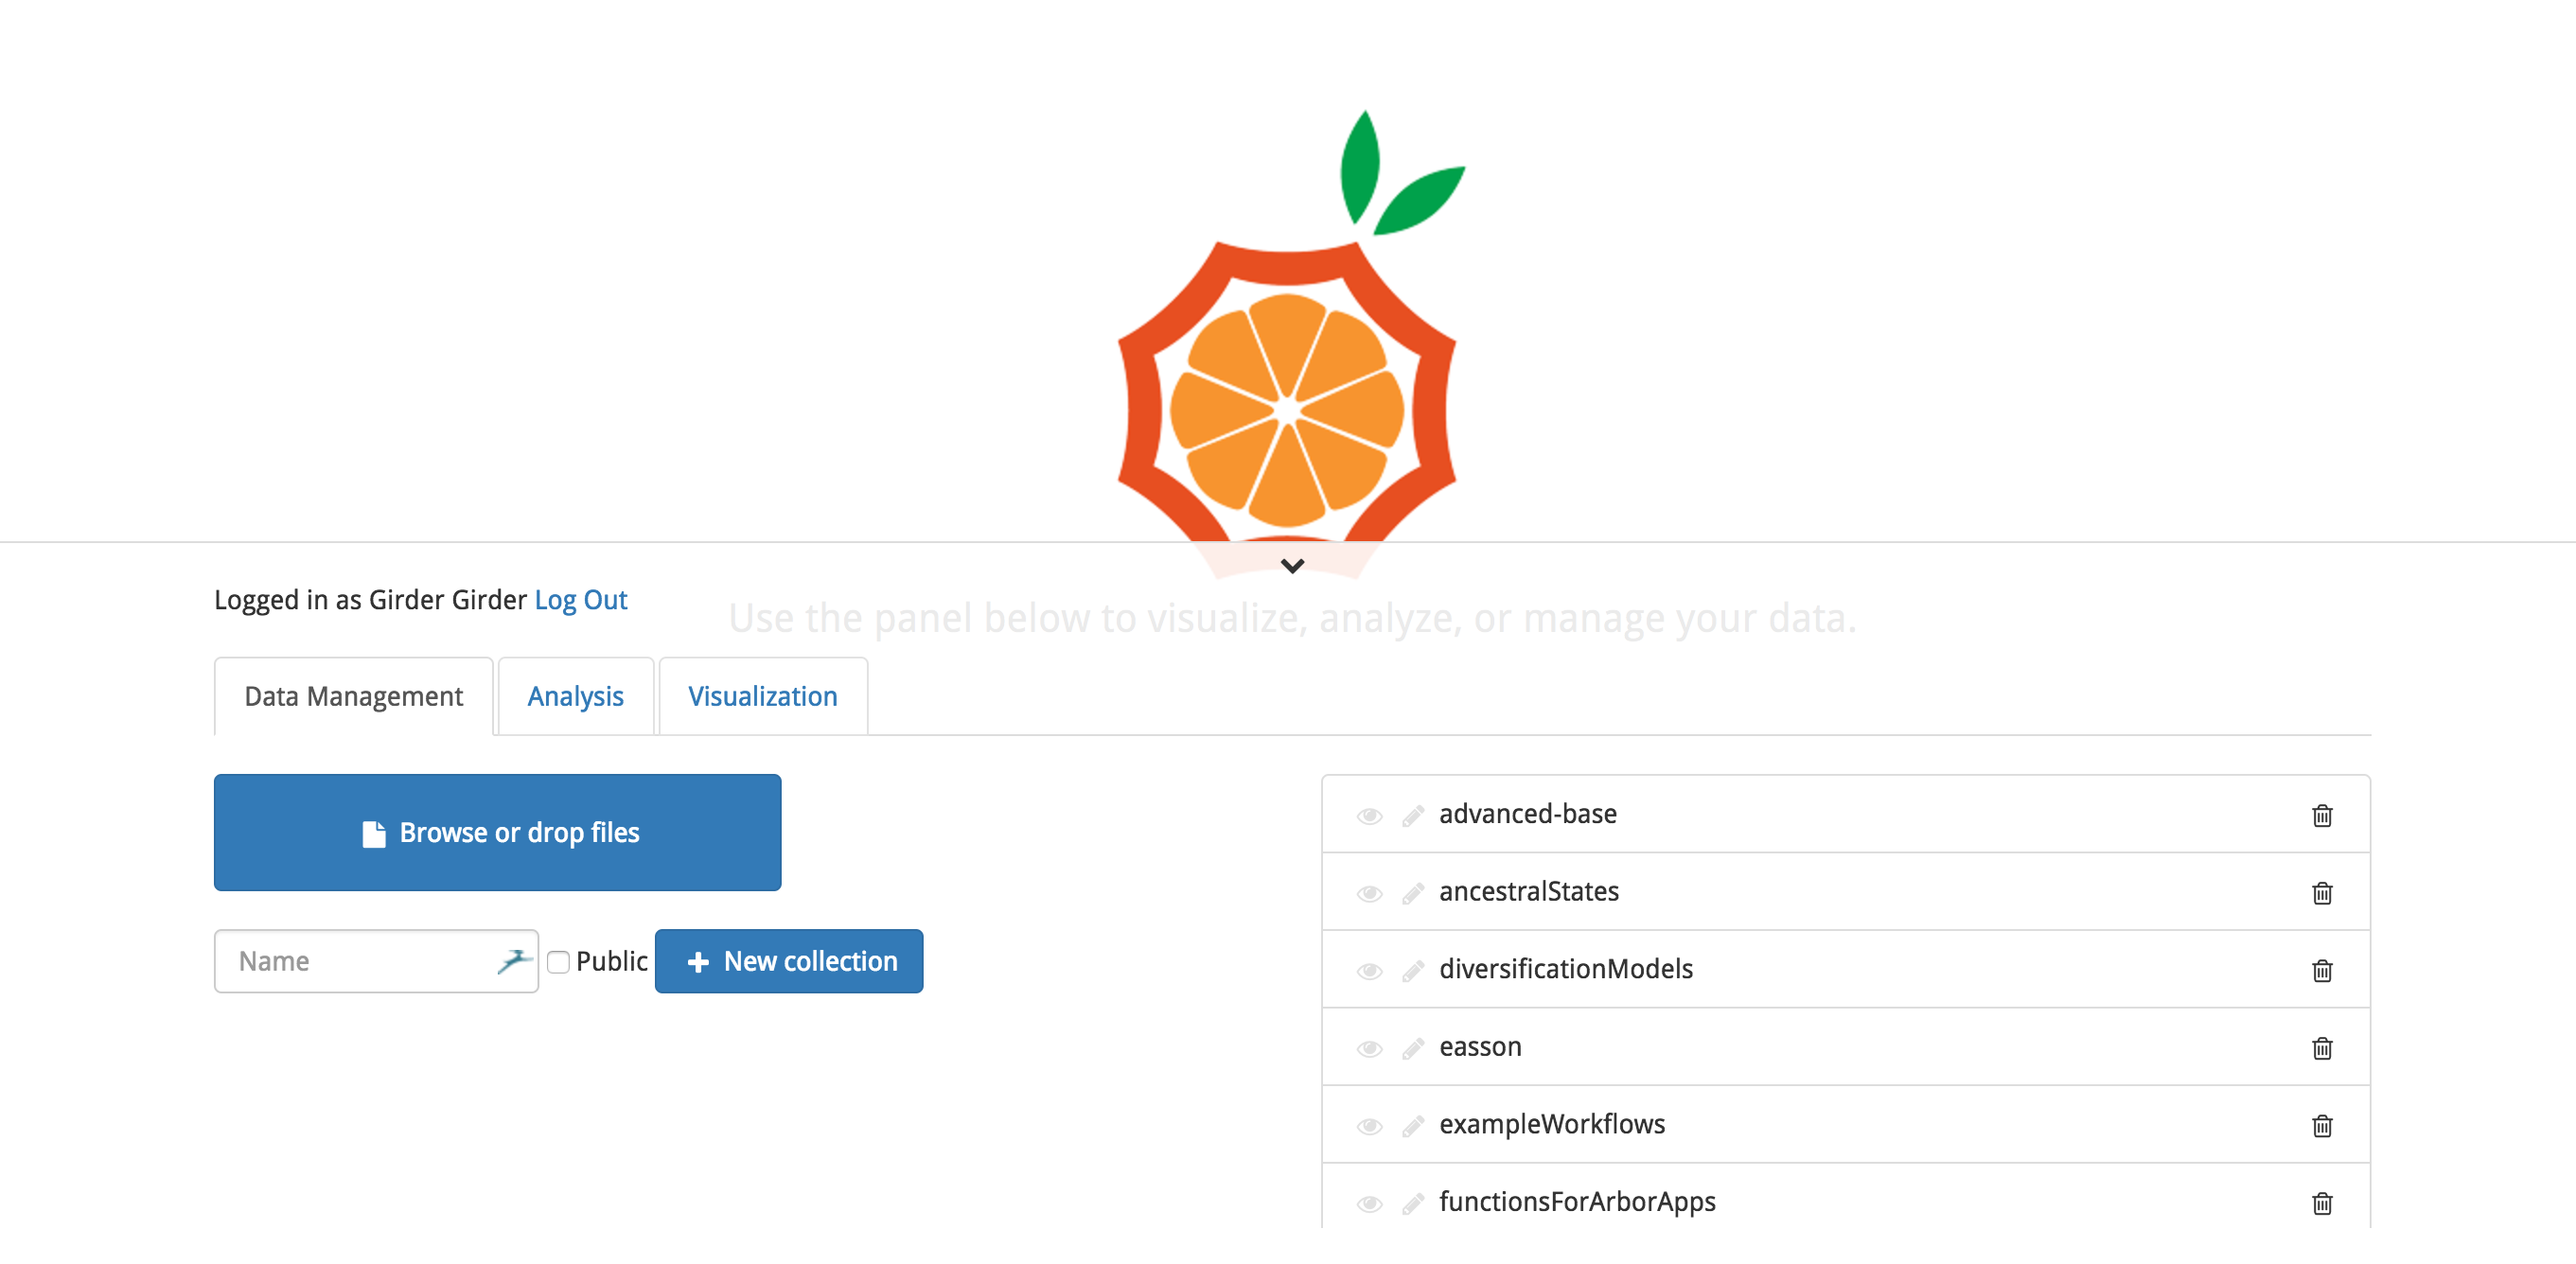 Logged in as Girder Girder Log Out
Use the panel below to visualize, analyze, or manage your data.
Data Management
Analysis
Visualization
Browse or drop files
Name
Public
New collection
advanced-base
ancestralStates
diversificationModels
easson
exampleWorkflows
functionsForArborApps